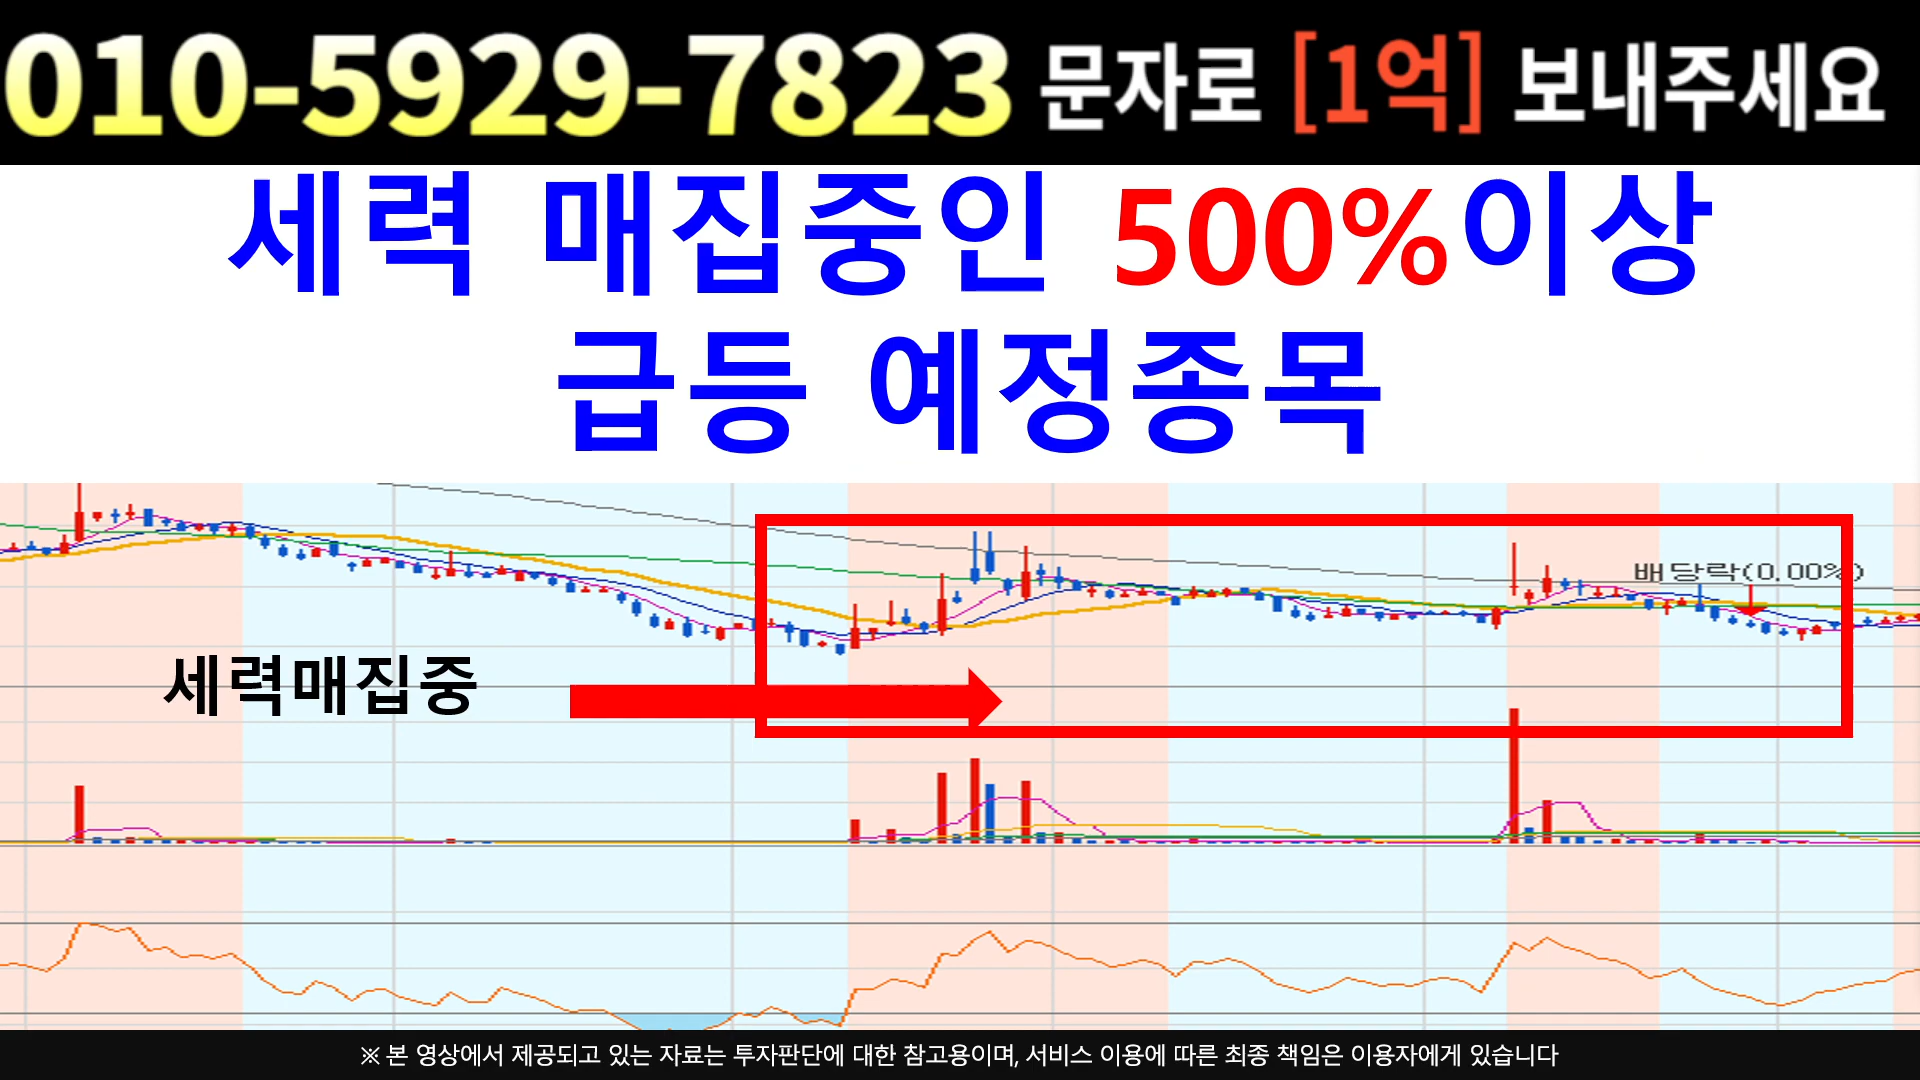 010-5929-7823 문자로 [1억] 보내주세요
세력 매집중인 500%이상
급등 예정종목
배당락(0.00%)
세력매집중
※ 본 영상에서 제공되고 있는 자료는 투자판단에 대한 참고용이며, 서비스 이용에 따른 최종 책임은 이용자에게 있습니다